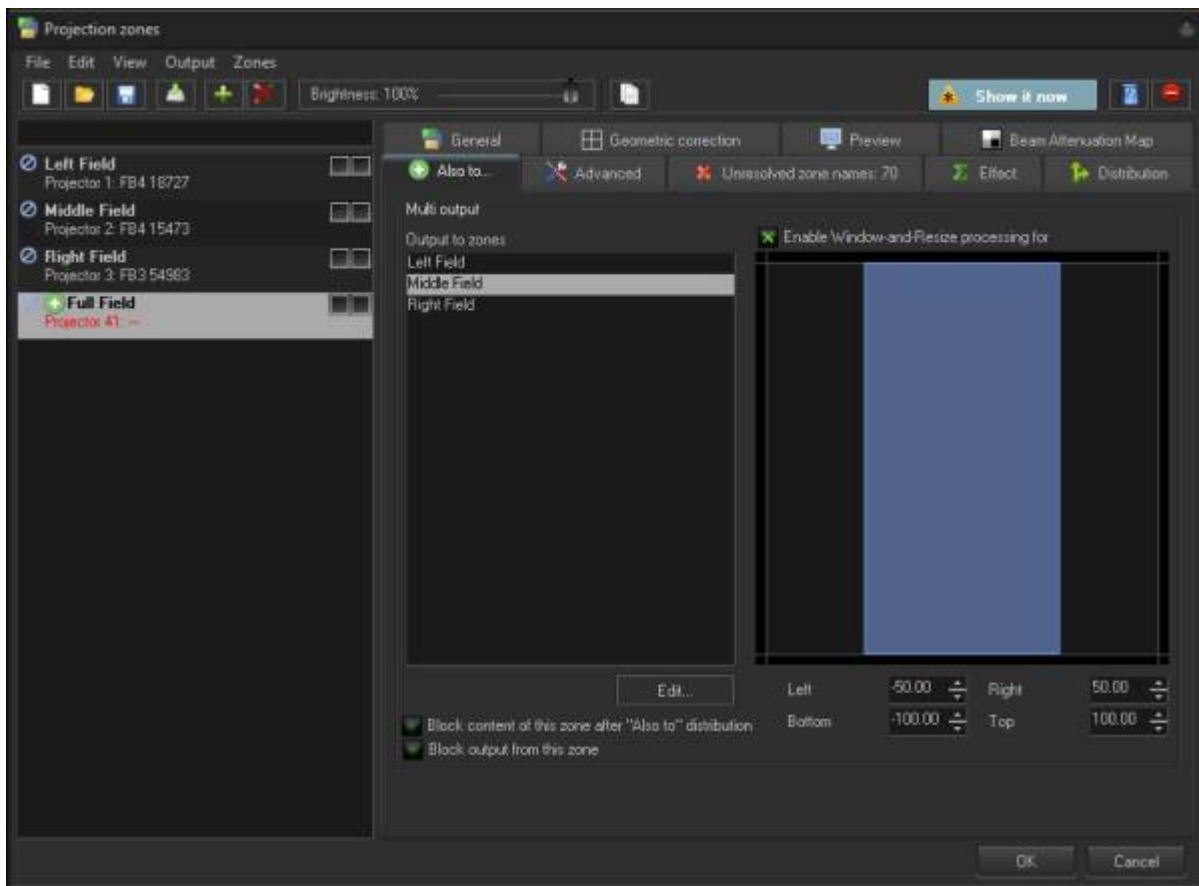 Projection zones
File Edit View Output Zones
Brightness: 100%
Show it now
Left Field
Projector 1: FB4 18727
Middle Field
Projector 2: FB4 15473
Right Field
Projector 3: FB3 54983
Full Field
Projector 41: --
General Geometric correction Preview Beam Attenuation Map
Also to... Advanced Unresolved zone names: 70 Effect Distribution
Multi output
Output to zones
Left Field
Middle Field
Right Field
Enable Window-and-Resize processing for
Edit...
Left -50.00 Right 50.00
Bottom -100.00 Top 100.00
Block content of this zone after "Also to" distribution
Block output from this zone
OK Cancel